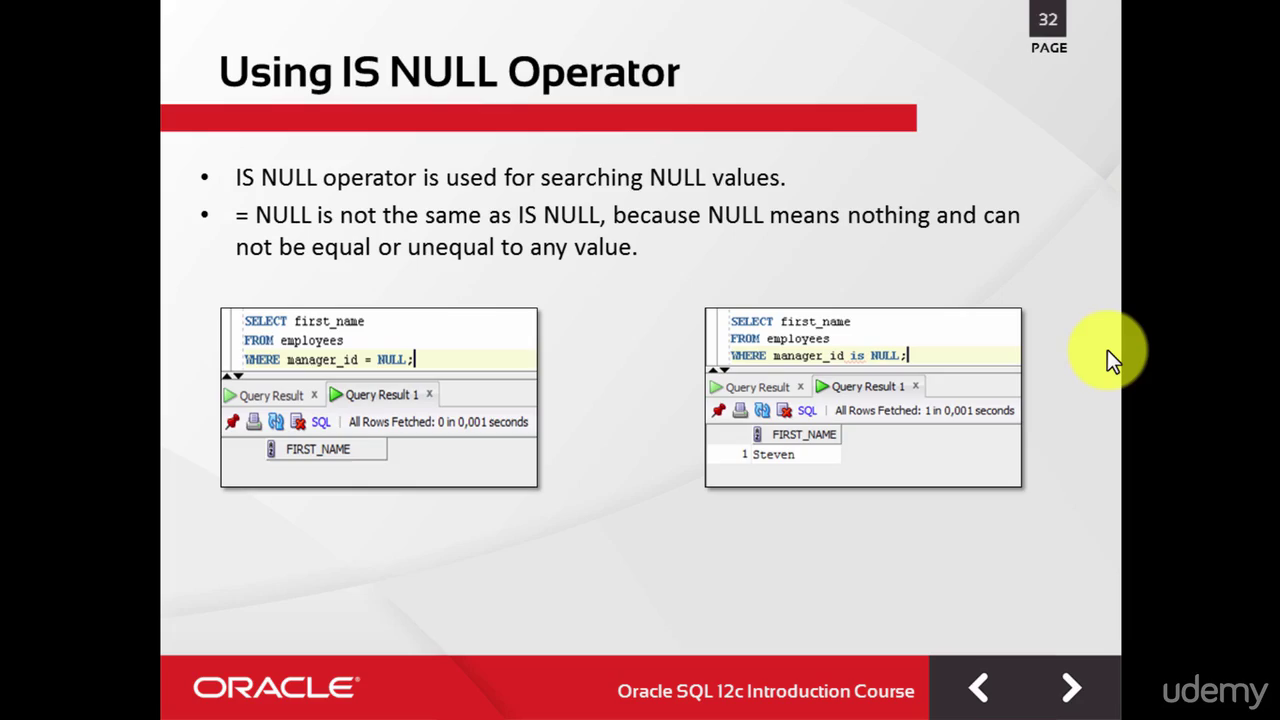 32
PAGE
Using IS NULL Operator
• IS NULL operator is used for searching NULL values.
• = NULL is not the same as IS NULL, because NULL means nothing and can
not be equal or unequal to any value.
SELECT first_name
FROM employees
WHERE manager_id = NULL;
Query Result x Query Result 1 x
SQL | All Rows Fetched: 0 in 0,001 seconds
FIRST_NAME
SELECT first_name
FROM employees
WHERE manager_id is NULL;
Query Result x Query Result 1 x
SQL | All Rows Fetched: 1 in 0,001 seconds
FIRST_NAME
1 Steven
ORACLE®
Oracle SQL 12c Introduction Course
udemy